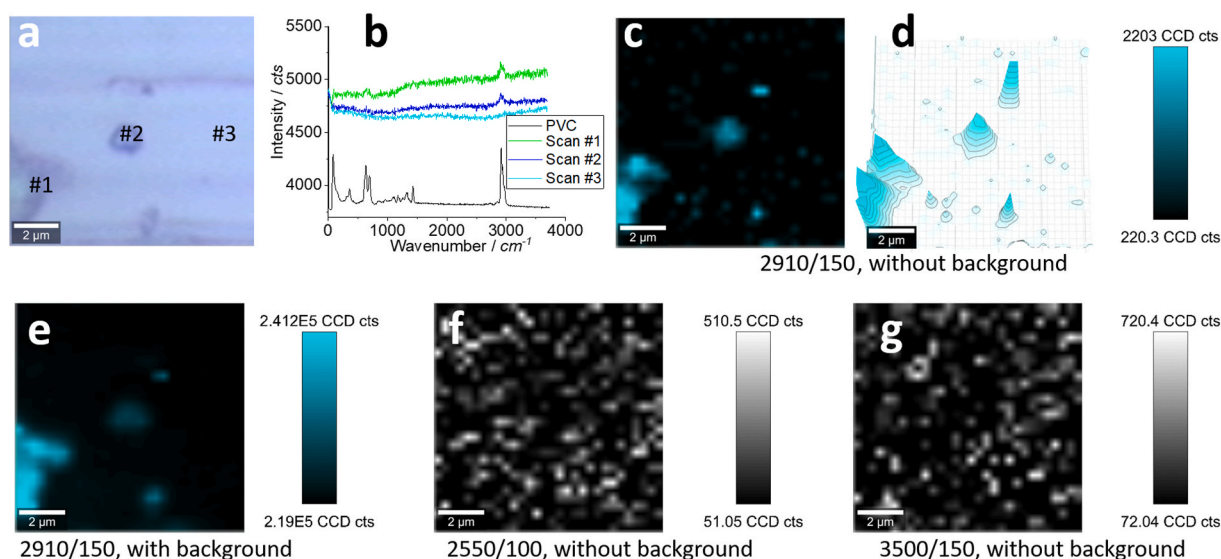 a
#1
#2
#3
2 µm
b
5500
5000
4500
4000
Intensity / cts
0
1000
2000
3000
4000
Wavenumber / cm⁻¹
PVC
Scan #1
Scan #2
Scan #3
c
2 µm
d
2 µm
2203 CCD cts
220.3 CCD cts
2910/150, without background
e
2 µm
2.412E5 CCD cts
2.19E5 CCD cts
2910/150, with background
f
2 µm
510.5 CCD cts
51.05 CCD cts
2550/100, without background
g
2 µm
720.4 CCD cts
72.04 CCD cts
3500/150, without background